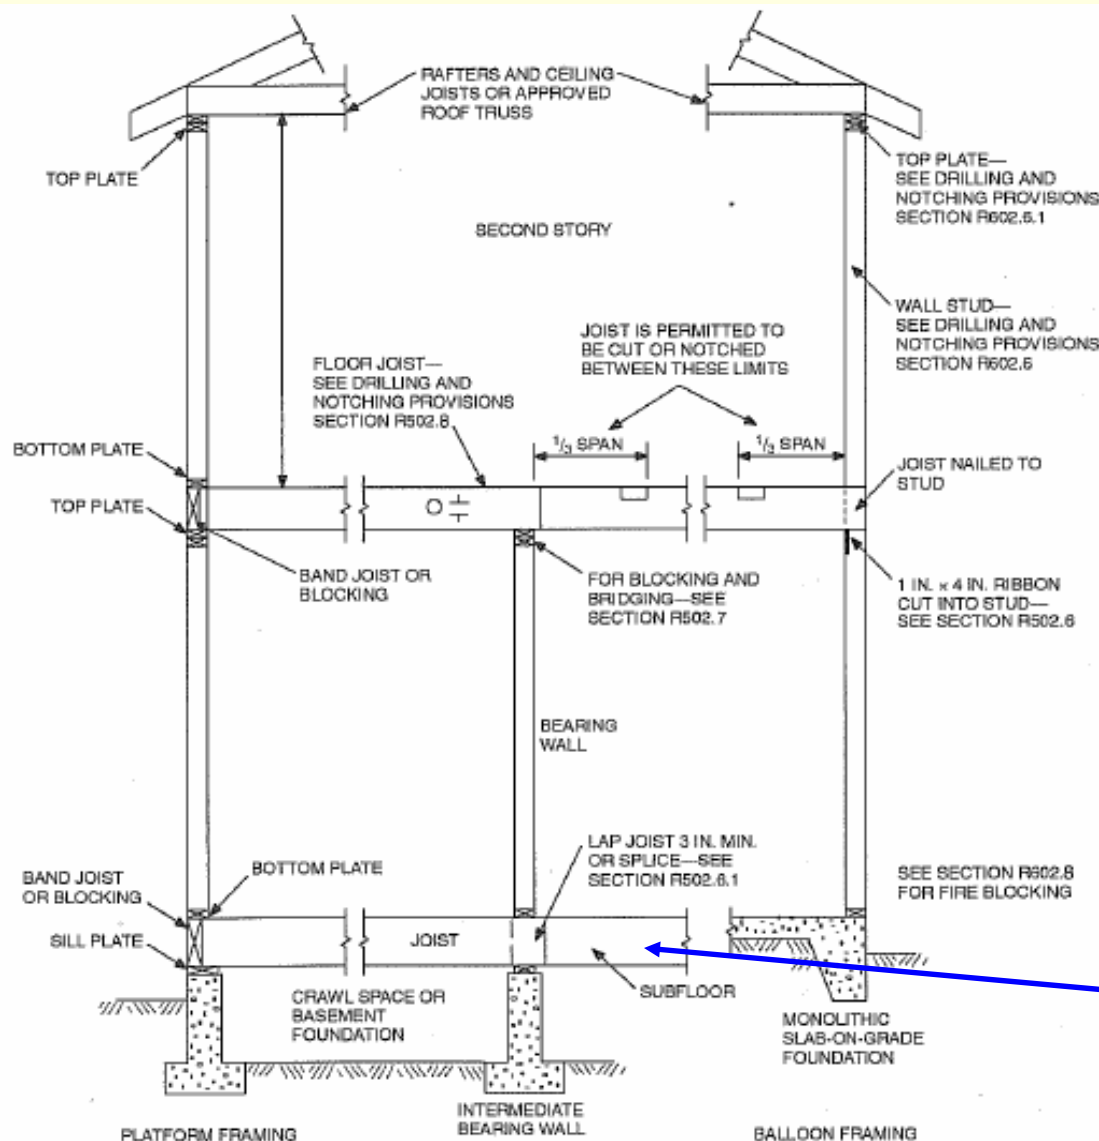 RAFTERS AND CEILING
JOISTS OR APPROVED
ROOF TRUSS
TOP PLATE
TOP PLATE—
SEE DRILLING AND
NOTCHING PROVISIONS
SECTION R602.6.1
SECOND STORY
WALL STUD—
SEE DRILLING AND
NOTCHING PROVISIONS
SECTION R602.6
JOIST IS PERMITTED TO
BE CUT OR NOTCHED
BETWEEN THESE LIMITS
FLOOR JOIST—
SEE DRILLING AND
NOTCHING PROVISIONS
SECTION R502.8
1/3 SPAN
1/3 SPAN
BOTTOM PLATE
JOIST NAILED TO
STUD
TOP PLATE
BAND JOIST OR
BLOCKING
FOR BLOCKING AND
BRIDGING—SEE
SECTION R502.7
1 IN. × 4 IN. RIBBON
CUT INTO STUD—
SEE SECTION R502.6
BEARING
WALL
LAP JOIST 3 IN. MIN.
OR SPLICE—SEE
SECTION R502.6.1
BOTTOM PLATE
BAND JOIST
OR BLOCKING
SEE SECTION R602.8
FOR FIRE BLOCKING
SILL PLATE
JOIST
SUBFLOOR
CRAWL SPACE OR
BASEMENT
FOUNDATION
MONOLITHIC
SLAB-ON-GRADE
FOUNDATION
INTERMEDIATE
BEARING WALL
PLATFORM FRAMING
BALLOON FRAMING